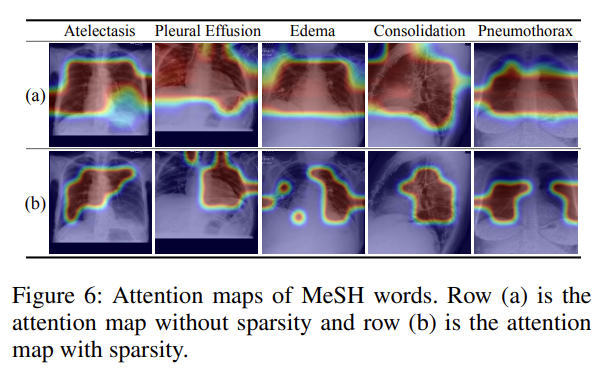 Atelectasis Pleural Effusion Edema Consolidation Pneumothorax
(a)
(b)
Figure 6: Attention maps of MeSH words. Row (a) is the
attention map without sparsity and row (b) is the attention
map with sparsity.